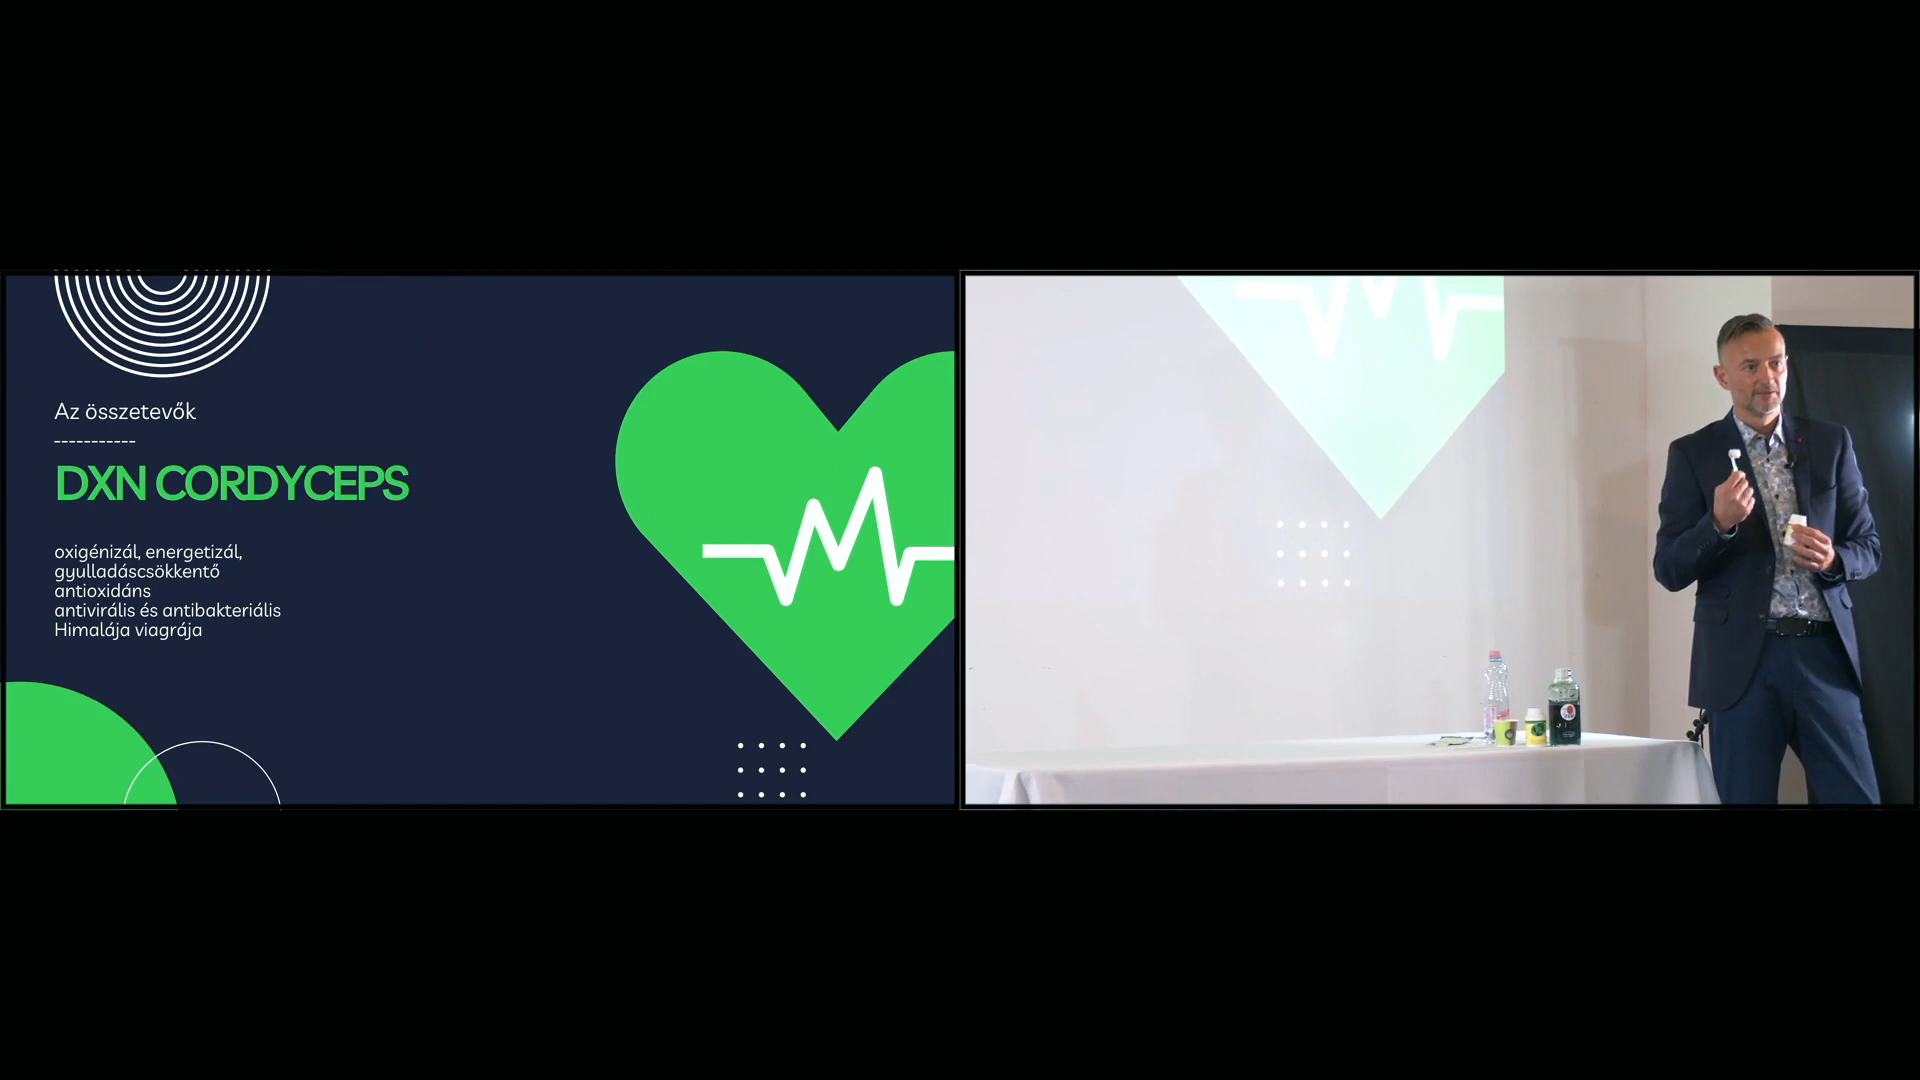 Az összetevők
-----------
DXN CORDYCEPS
oxigénizál, energetizál,
gyulladáscsökkentő
antioxidáns
antivirális és antibakteriális
Himalája viagrája